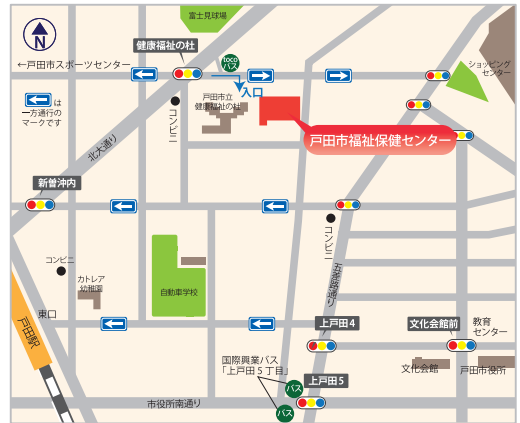 富士見球場
N
健康福祉の杜
toco
バス
←戸田市スポーツセンター
ショッピング
センター
入口
は
一方通行の
マークです
戸田市立
健康福祉の杜
コンビニ
戸田市福祉保健センター
北大通り
新曽沖内
コンビニ
五差路通り
コンビニ
カトレア
幼稚園
自動車学校
東口
戸田駅
上戸田4
文化会館前
教育
センター
国際興業バス
「上戸田5丁目」
文化会館
戸田市役所
上戸田5
バス
バス
市役所南通り